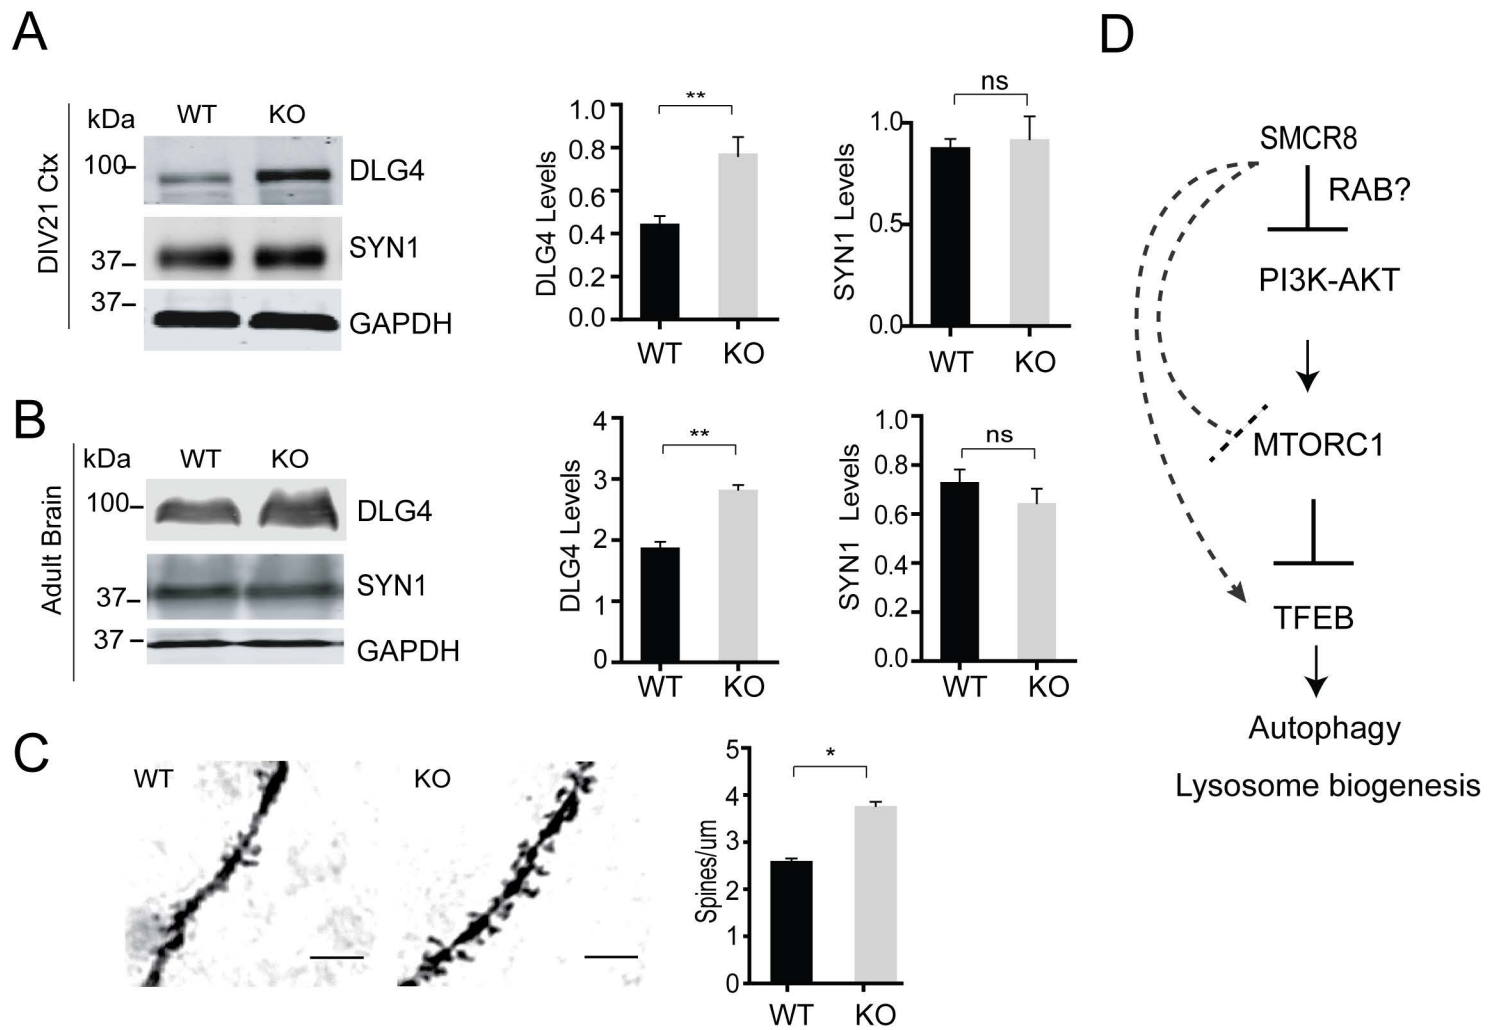 A
DIV21 Ctx
kDa
WT
KO
100
DLG4
37
SYN1
37
GAPDH
DLG4 Levels
1.0
0.8
0.6
0.4
0.2
0.0
**
WT
KO
SYN1 Levels
1.0
0.5
0.0
ns
WT
KO
B
Adult Brain
kDa
WT
KO
100
DLG4
37
SYN1
37
GAPDH
DLG4 Levels
4
3
2
1
0
**
WT
KO
SYN1 Levels
1.0
0.8
0.6
0.4
0.2
0.0
ns
WT
KO
C
WT
KO
Spines/um
5
4
3
2
1
0
*
WT
KO
D
SMCR8
RAB?
PI3K-AKT
MTORC1
TFEB
Autophagy
Lysosome biogenesis